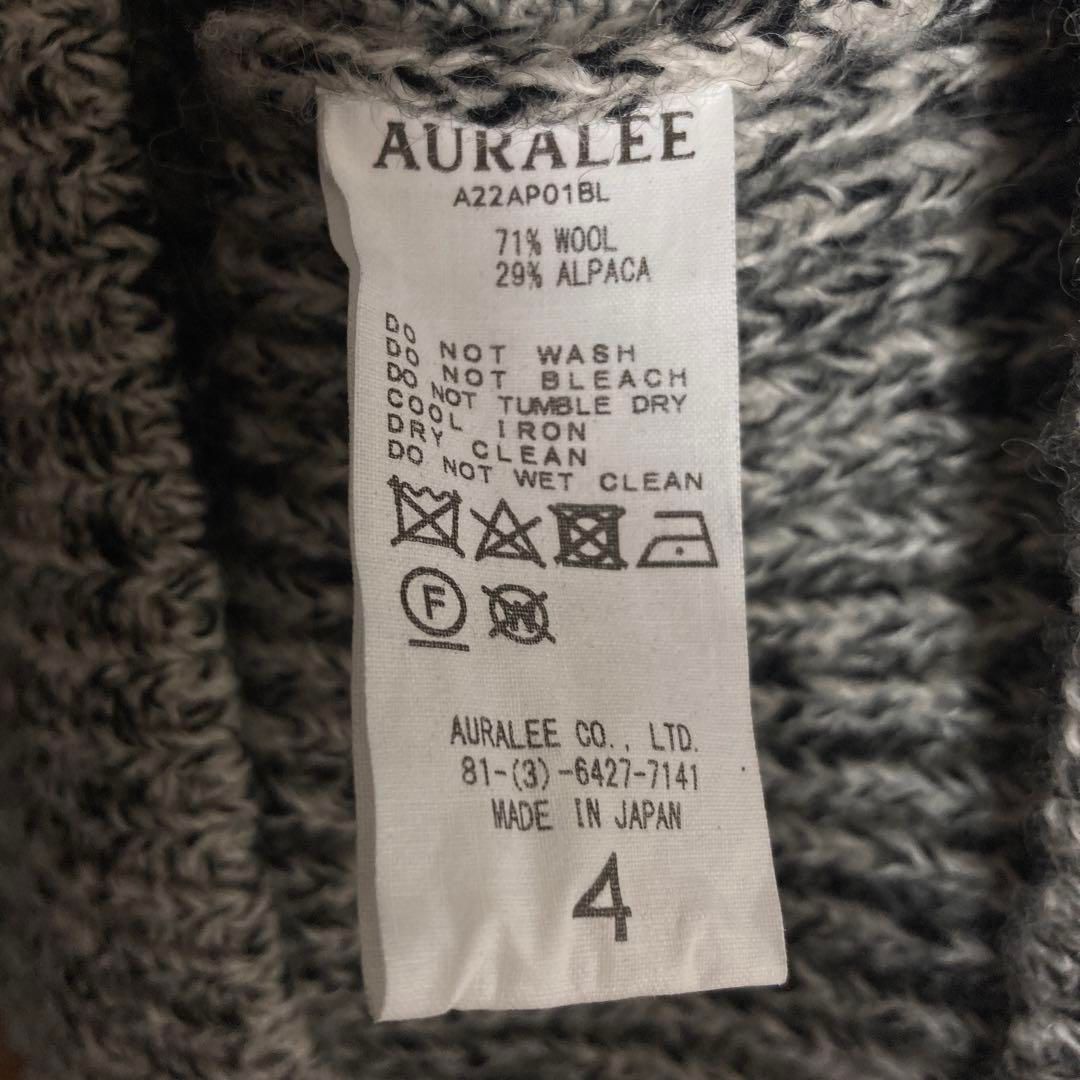 AURALEE
A22AP01BL
71% WOOL
29% ALPACA
DO
DO NOT WASH
DO NOT BLEACH
DO NOT TUMBLE DRY
COOL IRON
DRY CLEAN
DO NOT WET CLEAN
F W
AURALEE CO., LTD.
81-(3)-6427-7141
MADE IN JAPAN
4